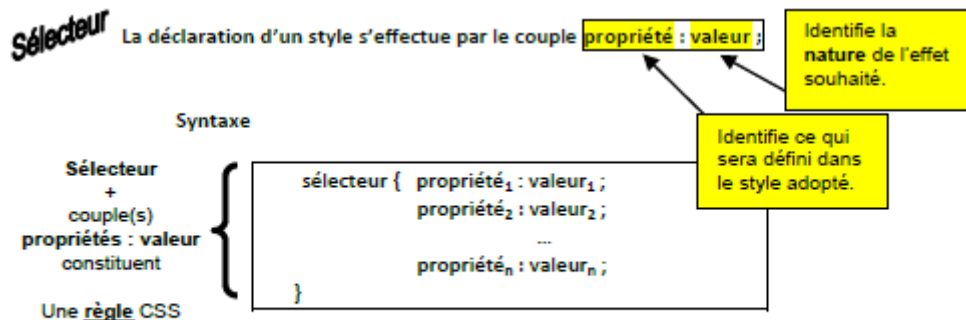 Sélecteur
La déclaration d'un style s'effectue par le couple propriété : valeur ;
Identifie la
nature de l'effet
souhaité.
Identifie ce qui
sera défini dans
le style adopté.
Syntaxe
Sélecteur
+
couple(s)
propriétés : valeur
constituent
Une règle CSS
sélecteur { propriété₁ : valeur₁ ;
propriété₂ : valeur₂ ;
...
propriétéₙ : valeurₙ ;
}